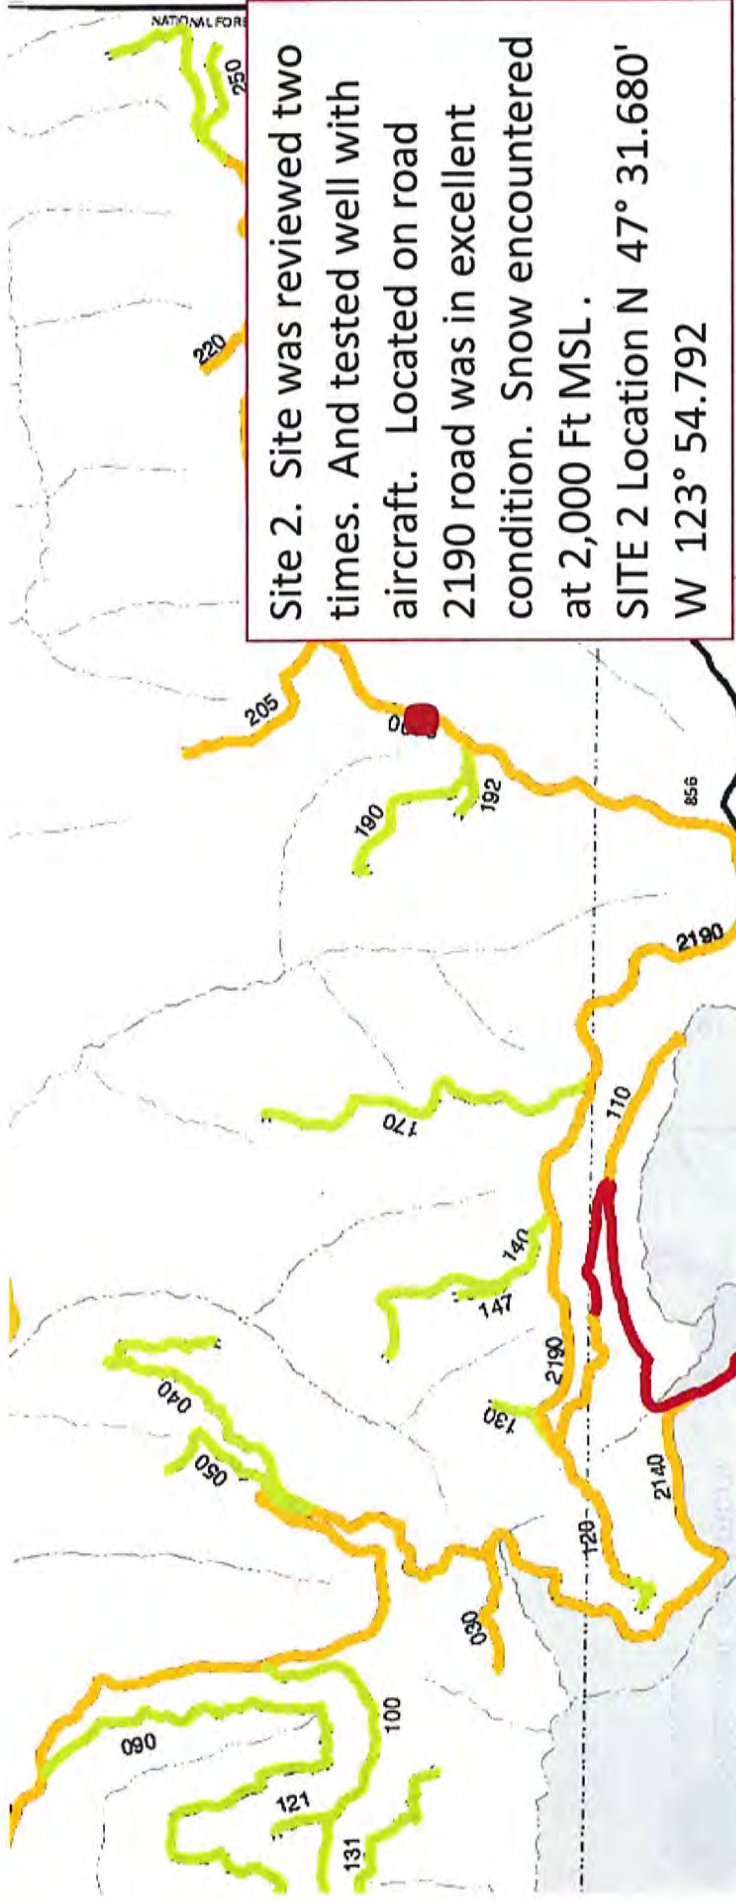 NATIONAL FORE
250
220
Site 2. Site was reviewed two
times. And tested well with
aircraft. Located on road
2190 road was in excellent
condition. Snow encountered
at 2,000 Ft MSL.
SITE 2 Location N 47° 31.680'
W 123° 54.792
205
190
192
856
2190
170
110
140
147
2190
130
040
050
120
2140
030
060
100
121
131